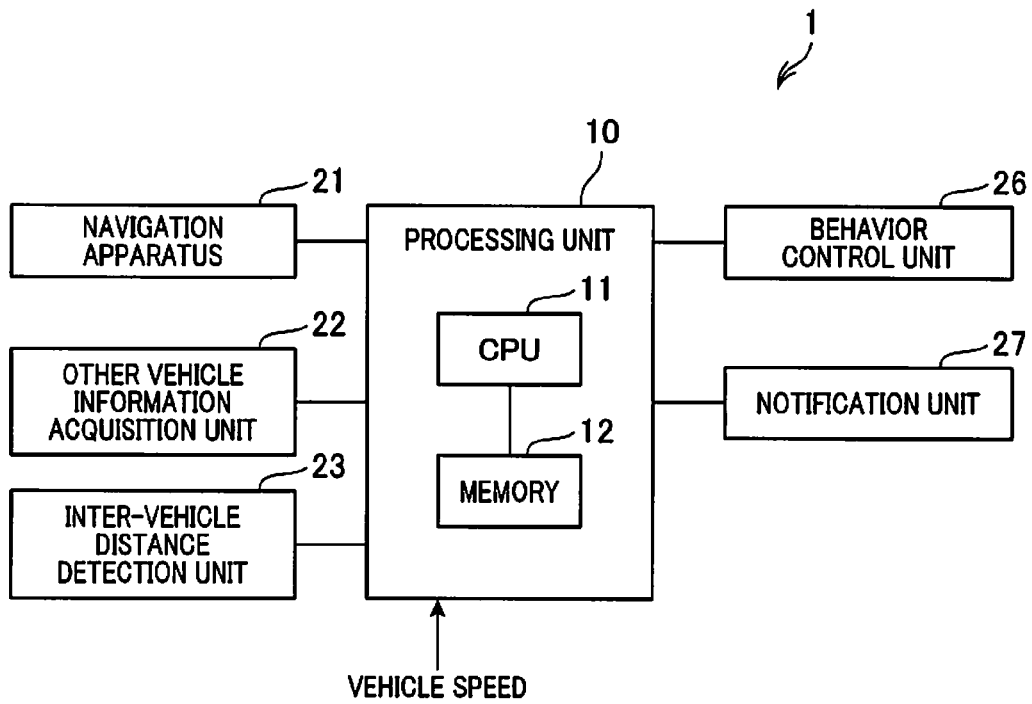 1
10
21
NAVIGATION
APPARATUS
PROCESSING UNIT
26
BEHAVIOR
CONTROL UNIT
11
CPU
22
OTHER VEHICLE
INFORMATION
ACQUISITION UNIT
27
NOTIFICATION UNIT
12
MEMORY
23
INTER-VEHICLE
DISTANCE
DETECTION UNIT
VEHICLE SPEED